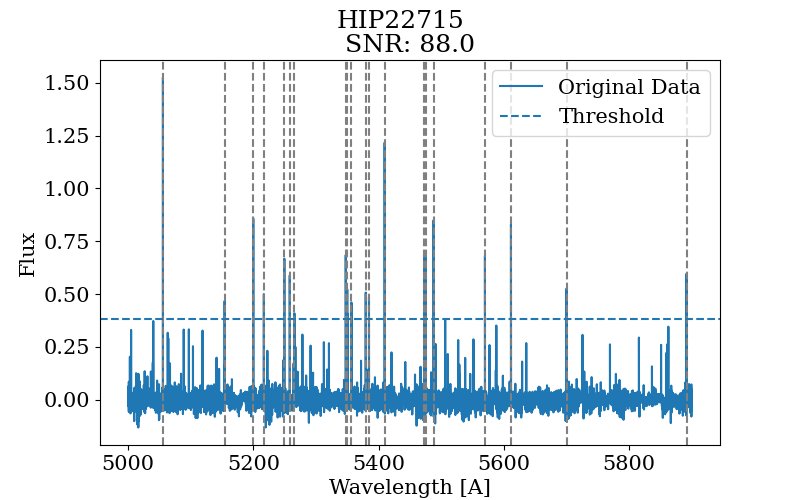 HIP22715
SNR: 88.0
Original Data
Threshold
Flux
1.50
1.25
1.00
0.75
0.50
0.25
0.00
5000
5200
5400
5600
5800
Wavelength [A]